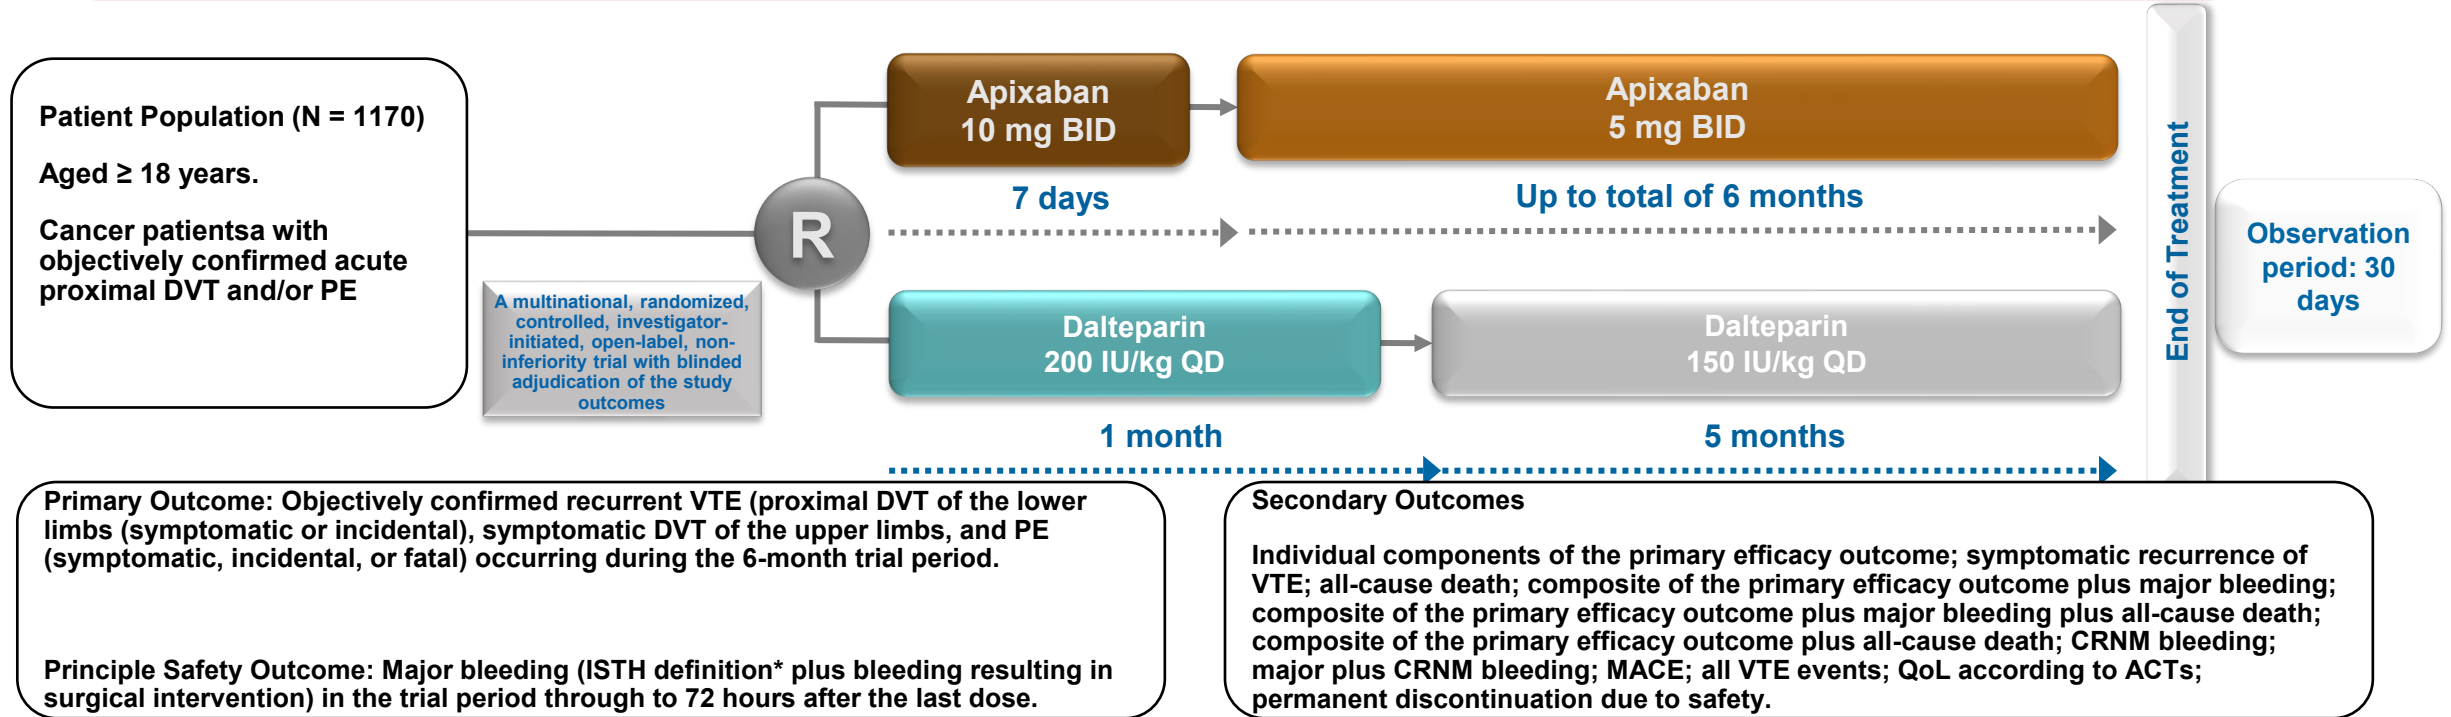 Patient Population (N = 1170)
Aged ≥ 18 years.
Cancer patientsa with
objectively confirmed acute
proximal DVT and/or PE
A multinational, randomized,
controlled, investigator-
initiated, open-label, non-
inferiority trial with blinded
adjudication of the study
outcomes
R
Apixaban
10 mg BID
Apixaban
5 mg BID
7 days
Up to total of 6 months
Dalteparin
200 IU/kg QD
Dalteparin
150 IU/kg QD
1 month
5 months
End of Treatment
Observation
period: 30
days
Primary Outcome: Objectively confirmed recurrent VTE (proximal DVT of the lower
limbs (symptomatic or incidental), symptomatic DVT of the upper limbs, and PE
(symptomatic, incidental, or fatal) occurring during the 6-month trial period.
Principle Safety Outcome: Major bleeding (ISTH definition* plus bleeding resulting in
surgical intervention) in the trial period through to 72 hours after the last dose.
Secondary Outcomes
Individual components of the primary efficacy outcome; symptomatic recurrence of
VTE; all-cause death; composite of the primary efficacy outcome plus major bleeding;
composite of the primary efficacy outcome plus major bleeding plus all-cause death;
composite of the primary efficacy outcome plus all-cause death; CRNM bleeding;
major plus CRNM bleeding; MACE; all VTE events; QoL according to ACTs;
permanent discontinuation due to safety.